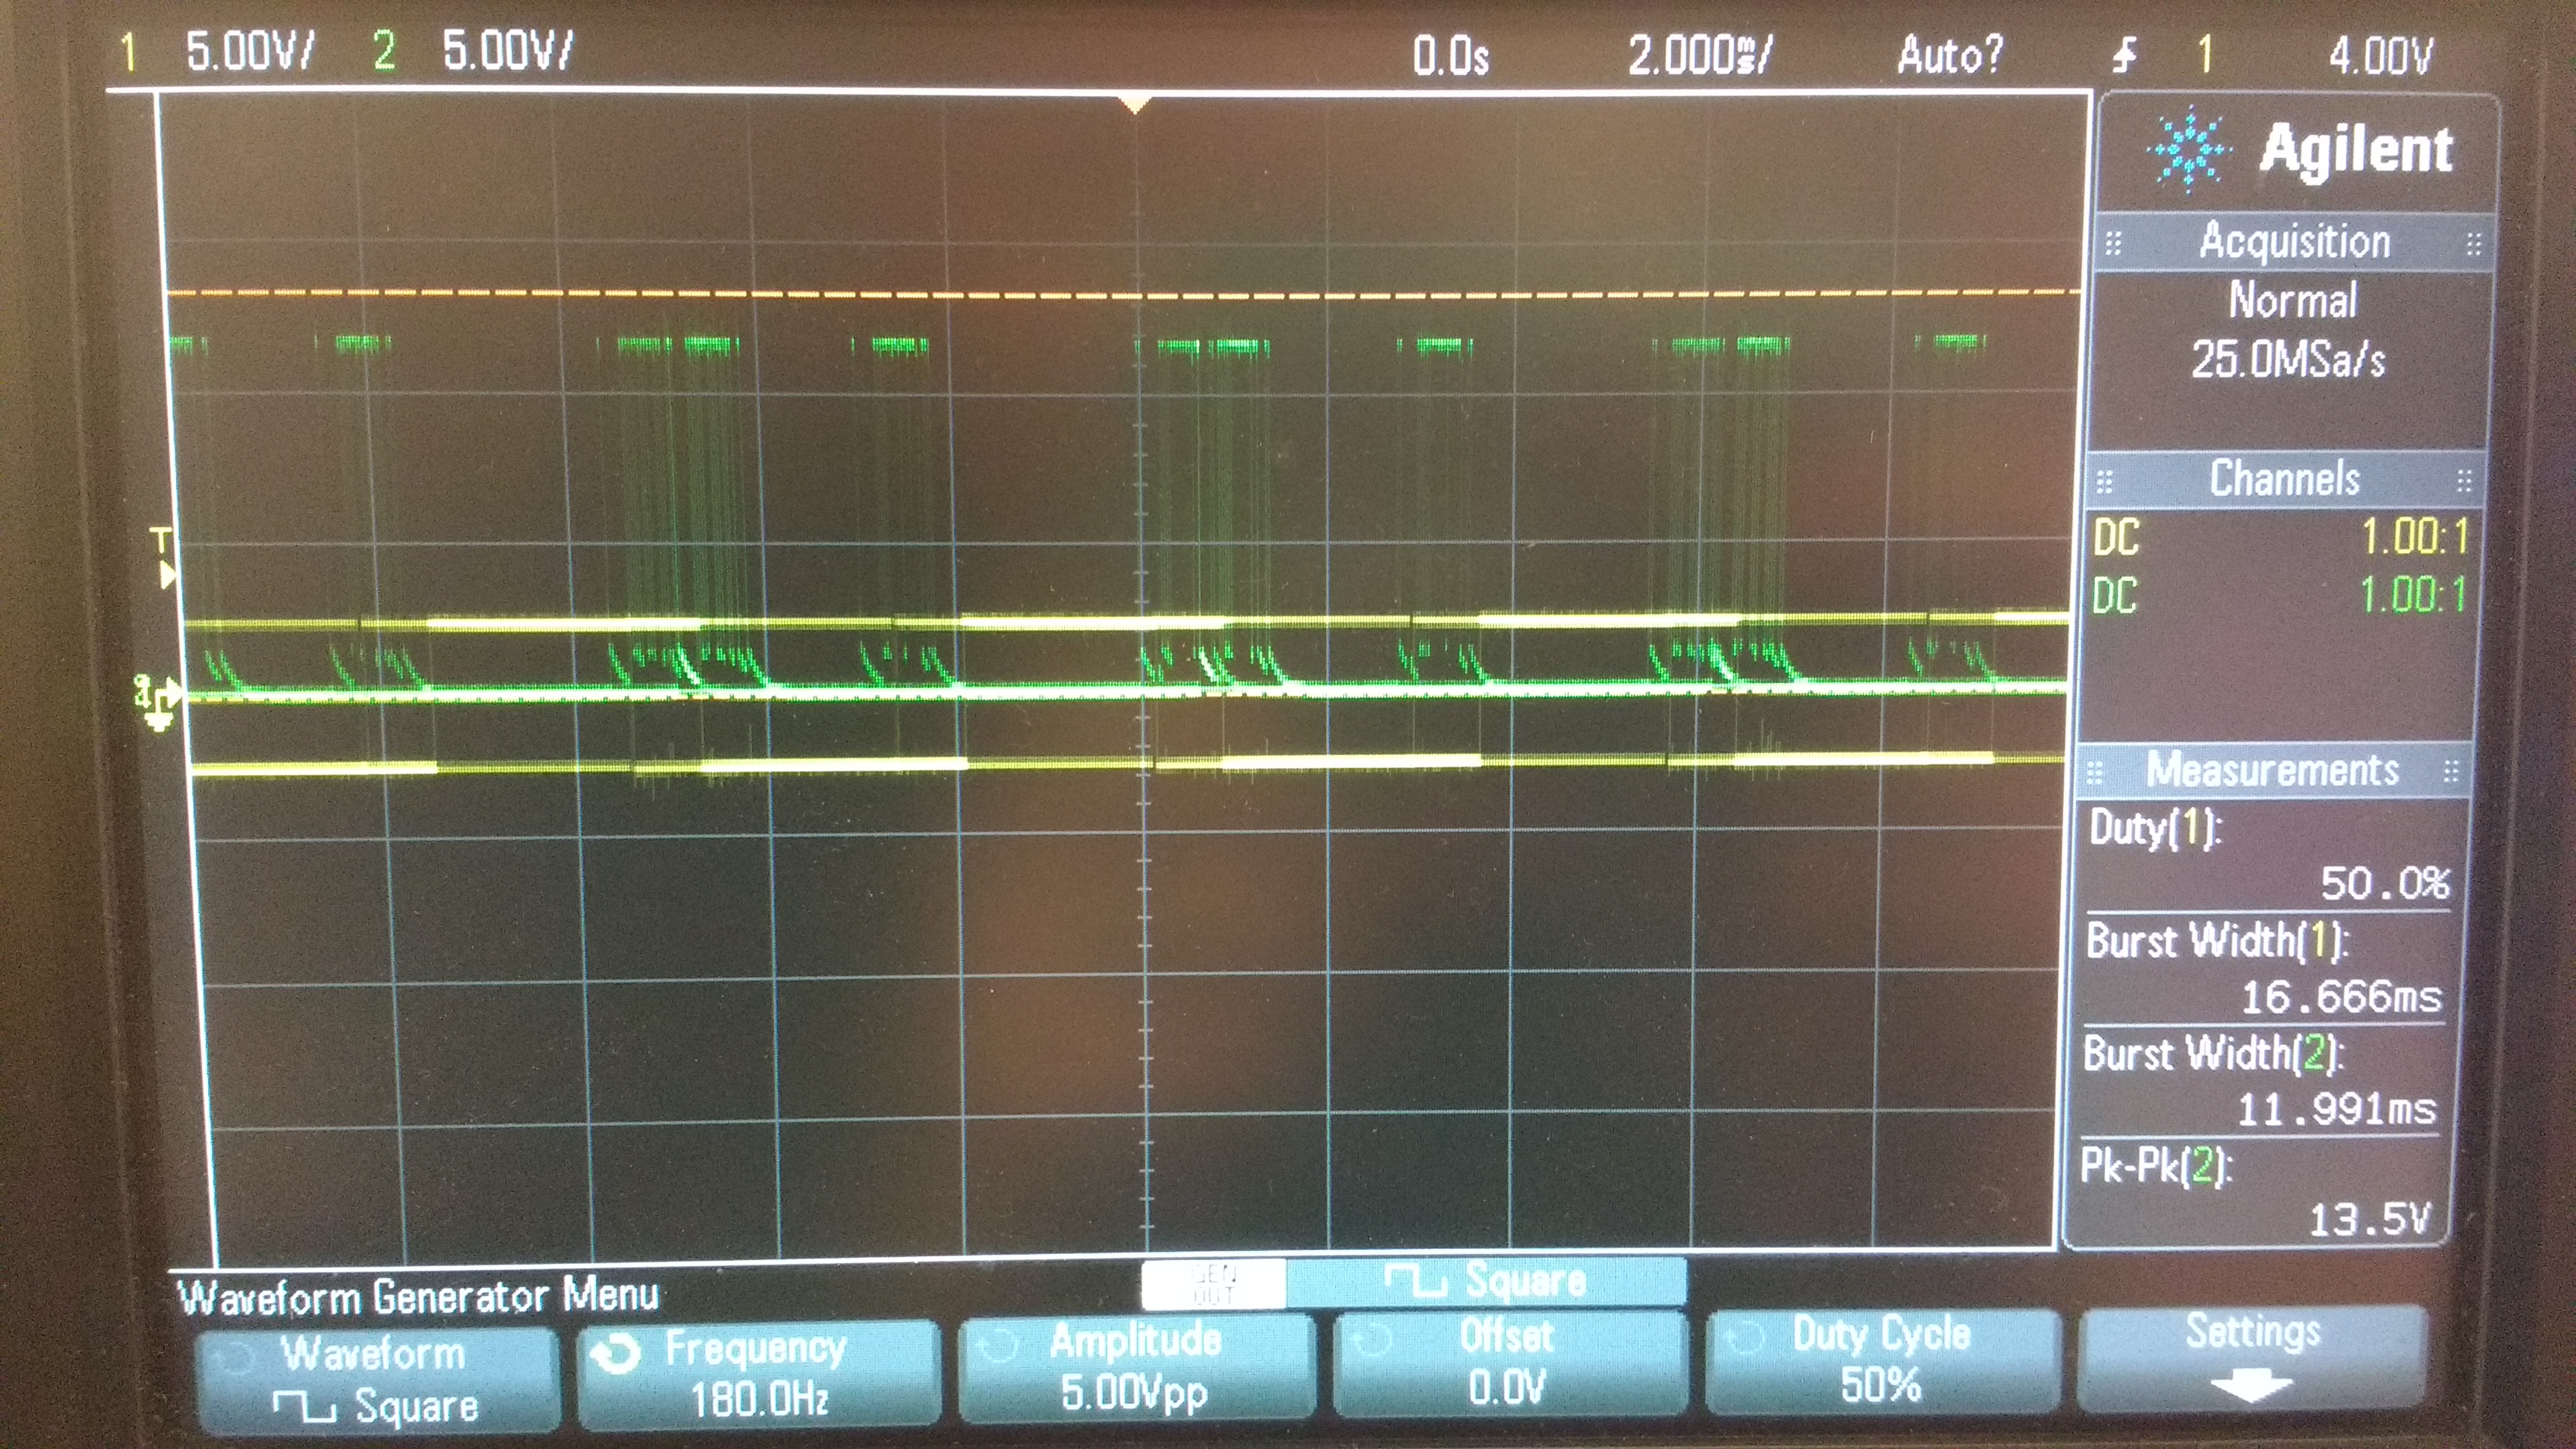 1 5.00V/ 2 5.00V/ 0.0s 2.000ms/ Auto? 1 4.00V
Agilent
Acquisition
Normal
25.0MSa/s
Channels
DC 1.00:1
DC 1.00:1
T
Measurements
Duty(1):
50.0%
Burst Width(1):
16.666ms
Burst Width(2):
11.991ms
Pk-Pk(2):
13.5V
Waveform Generator Menu
GEN OUT
Square
Waveform
Square
Frequency
180.0Hz
Amplitude
5.00Vpp
Offset
0.0V
Duty Cycle
50%
Settings